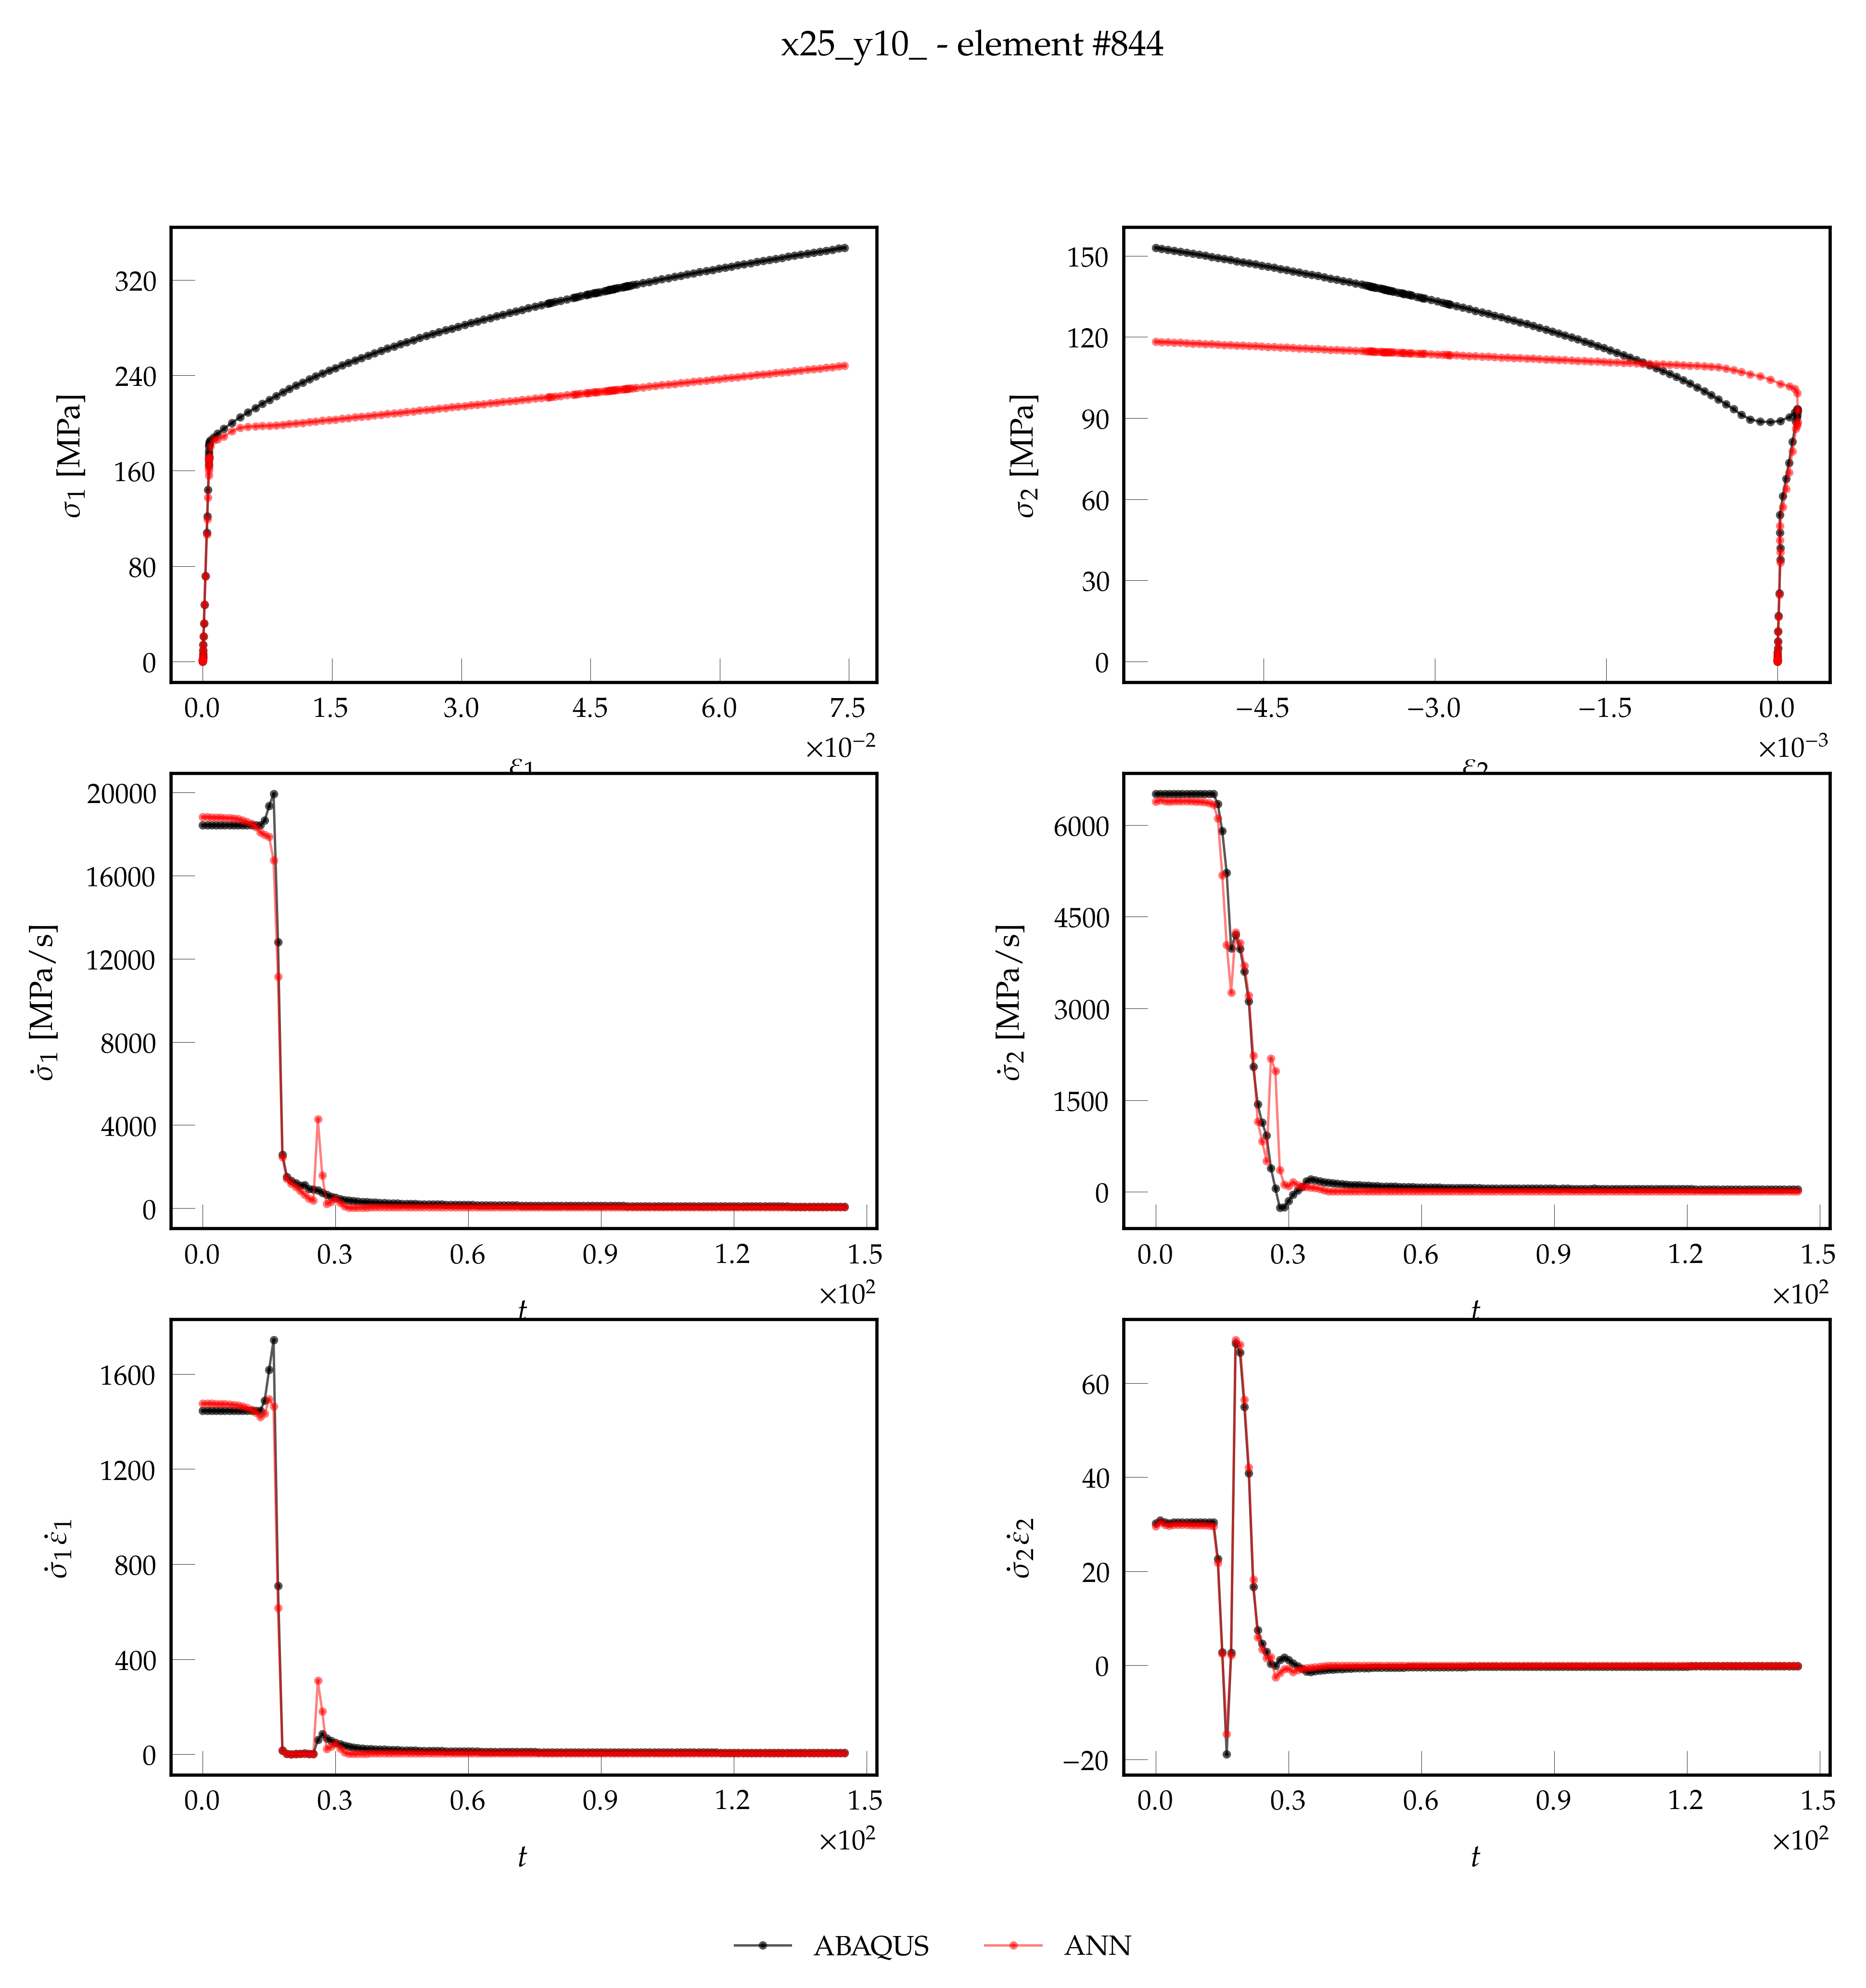 x25_y10_ - element #844
σ1 [MPa]
320
240
160
80
0
0.0 1.5 3.0 4.5 6.0 7.5
×10−2
ε1
σ2 [MPa]
150
120
90
60
30
0
−4.5 −3.0 −1.5 0.0
×10−3
ε2
σ̇1 [MPa/s]
20000
16000
12000
8000
4000
0
0.0 0.3 0.6 0.9 1.2 1.5
×102
t
σ̇2 [MPa/s]
6000
4500
3000
1500
0
0.0 0.3 0.6 0.9 1.2 1.5
×102
t
σ̇1ε̇1
1600
1200
800
400
0
0.0 0.3 0.6 0.9 1.2 1.5
×102
t
σ̇2ε̇2
60
40
20
0
−20
0.0 0.3 0.6 0.9 1.2 1.5
×102
t
ABAQUS ANN